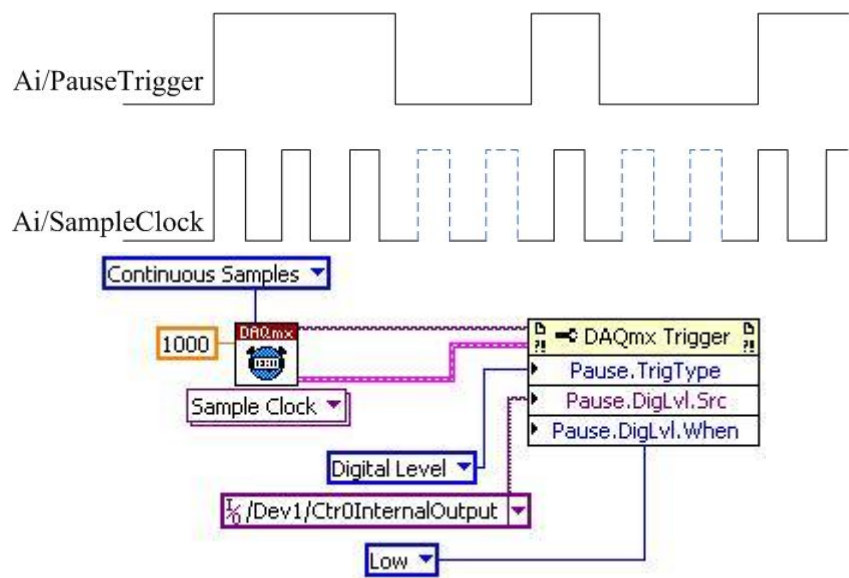 Ai/PauseTrigger
Ai/SampleClock
Continuous Samples
1000
DAQmx
Sample Clock
DAQmx Trigger
Pause.TrigType
Pause.DigLvl.Src
Pause.DigLvl.When
Digital Level
I/O /Dev1/Ctr0InternalOutput
Low